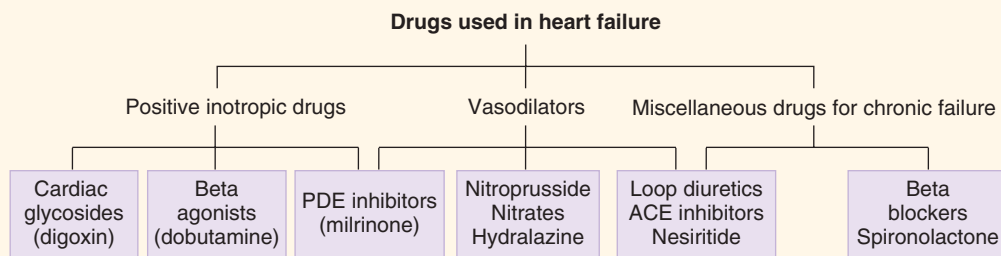 Drugs used in heart failure
Positive inotropic drugs
Vasodilators
Miscellaneous drugs for chronic failure
Cardiac
glycosides
(digoxin)
Beta
agonists
(dobutamine)
PDE inhibitors
(milrinone)
Nitroprusside
Nitrates
Hydralazine
Loop diuretics
ACE inhibitors
Nesiritide
Beta
blockers
Spironolactone